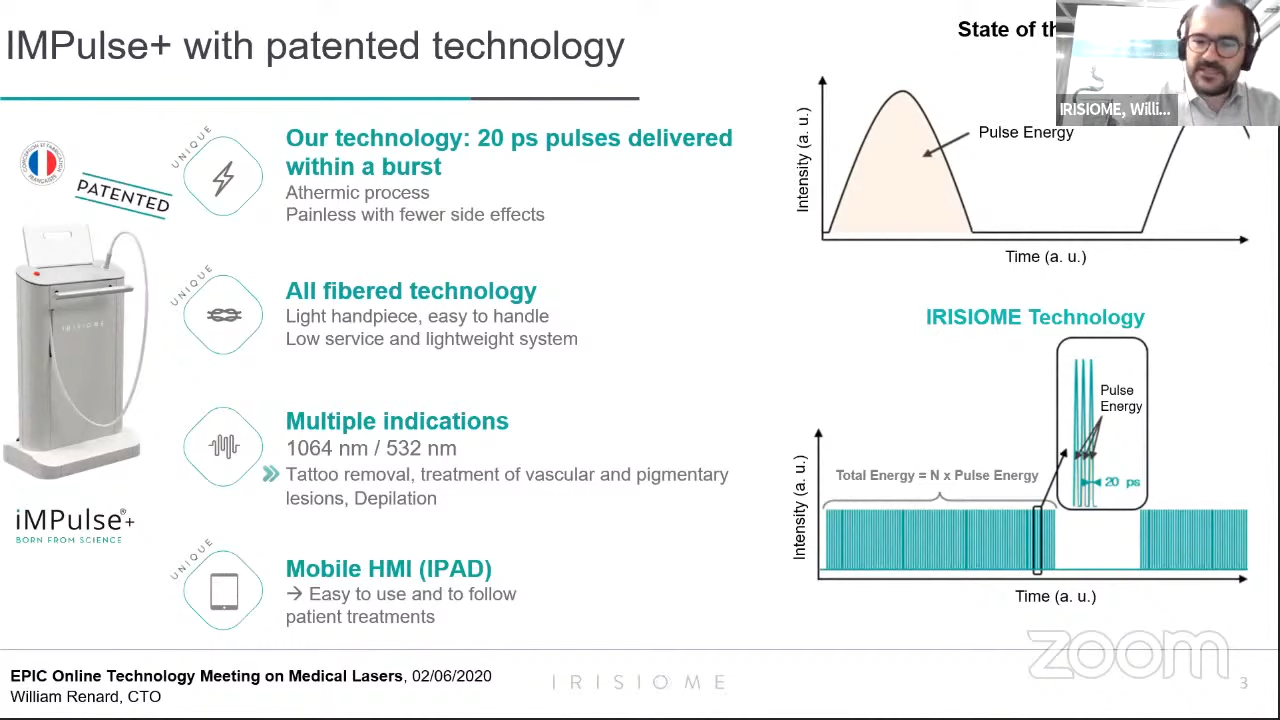 IMPulse+ with patented technology
State of th
IRISIOME, Willi...
CONCEPTION ET FABRICATION
FRANÇAISE
PATENTED
IRISIOME
iMPulse®+
BORN FROM SCIENCE
UNIQUE
Our technology: 20 ps pulses delivered
within a burst
Athermic process
Painless with fewer side effects
UNIQUE
All fibered technology
Light handpiece, easy to handle
Low service and lightweight system
Multiple indications
1064 nm / 532 nm
Tattoo removal, treatment of vascular and pigmentary
lesions, Depilation
UNIQUE
Mobile HMI (IPAD)
→ Easy to use and to follow
patient treatments
Intensity (a. u.)
Pulse Energy
Time (a. u.)
IRISIOME Technology
Pulse
Energy
20 ps
Total Energy = N x Pulse Energy
Intensity (a. u.)
Time (a. u.)
zoom
EPIC Online Technology Meeting on Medical Lasers, 02/06/2020
William Renard, CTO
IRISIOME
3